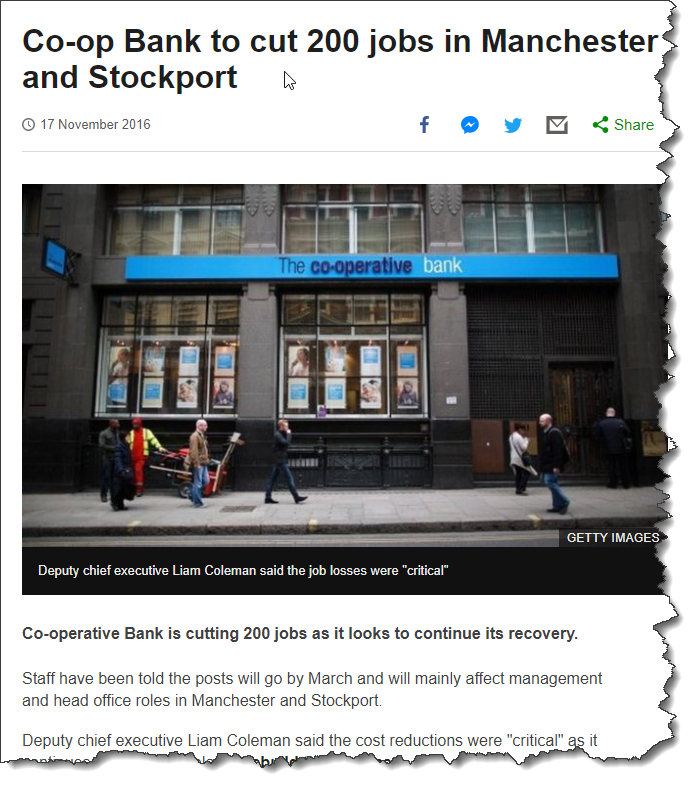 Co-op Bank to cut 200 jobs in Manchester
and Stockport
17 November 2016
Share
The co-operative bank
GETTY IMAGES
Deputy chief executive Liam Coleman said the job losses were "critical"
Co-operative Bank is cutting 200 jobs as it looks to continue its recovery.
Staff have been told the posts will go by March and will mainly affect management
and head office roles in Manchester and Stockport.
Deputy chief executive Liam Coleman said the cost reductions were "critical" as it